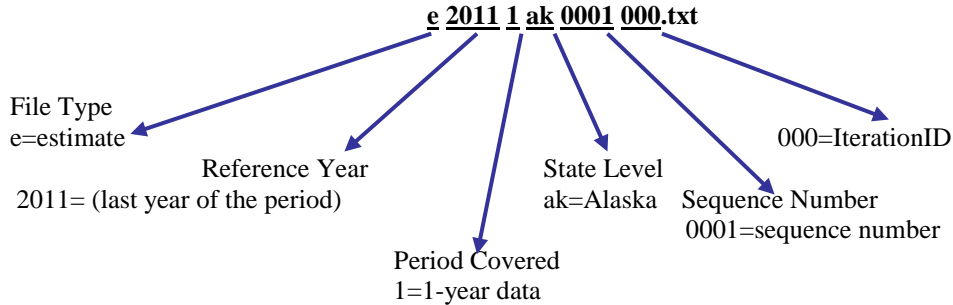 e 2011 1 ak 0001 000.txt
File Type
e=estimate
000=IterationID
Reference Year
2011= (last year of the period)
State Level
ak=Alaska
Sequence Number
0001=sequence number
Period Covered
1=1-year data